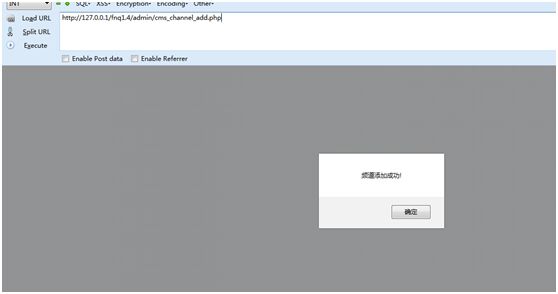 INT SQL- XSS- Encryption- Encoding- Other-
Load URL http://127.0.0.1/fnq1.4/admin/cms_channel_add.php
Split URL
Execute
Enable Post data Enable Referrer
频道添加成功!
确定